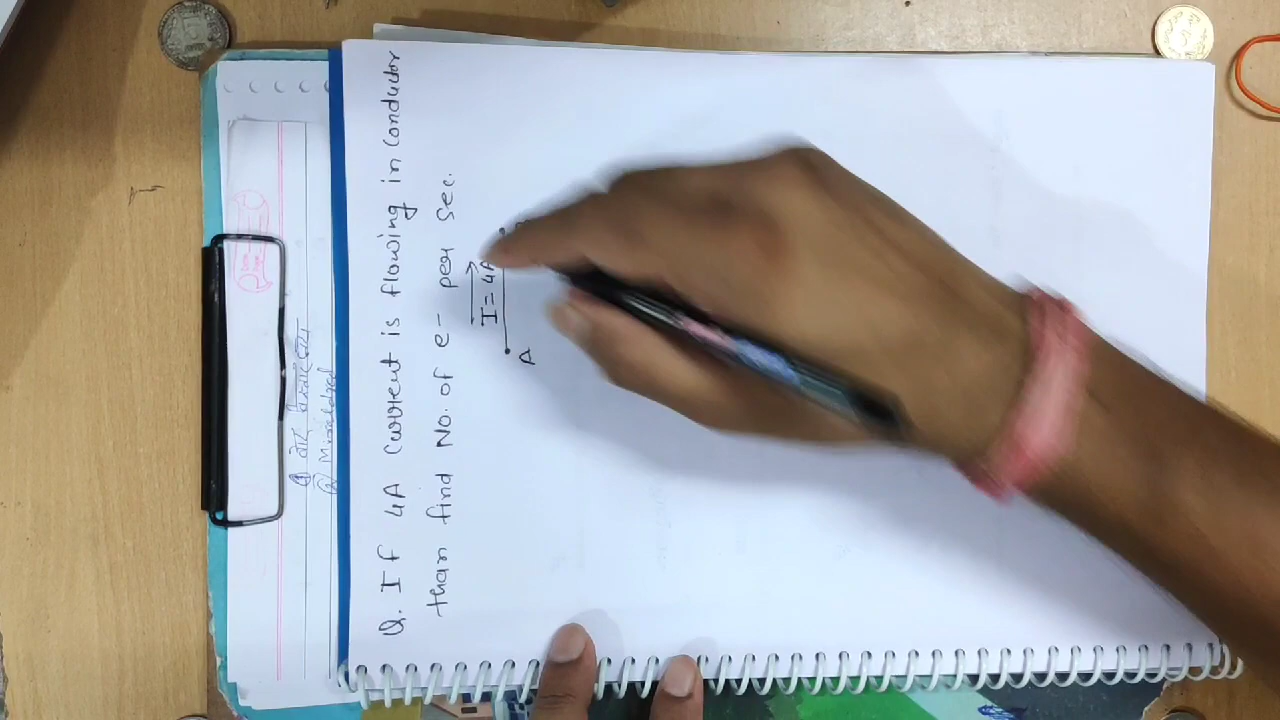 Q. If 4A current is flowing in conductor
than find No. of e- per sec.
I = 4A
A